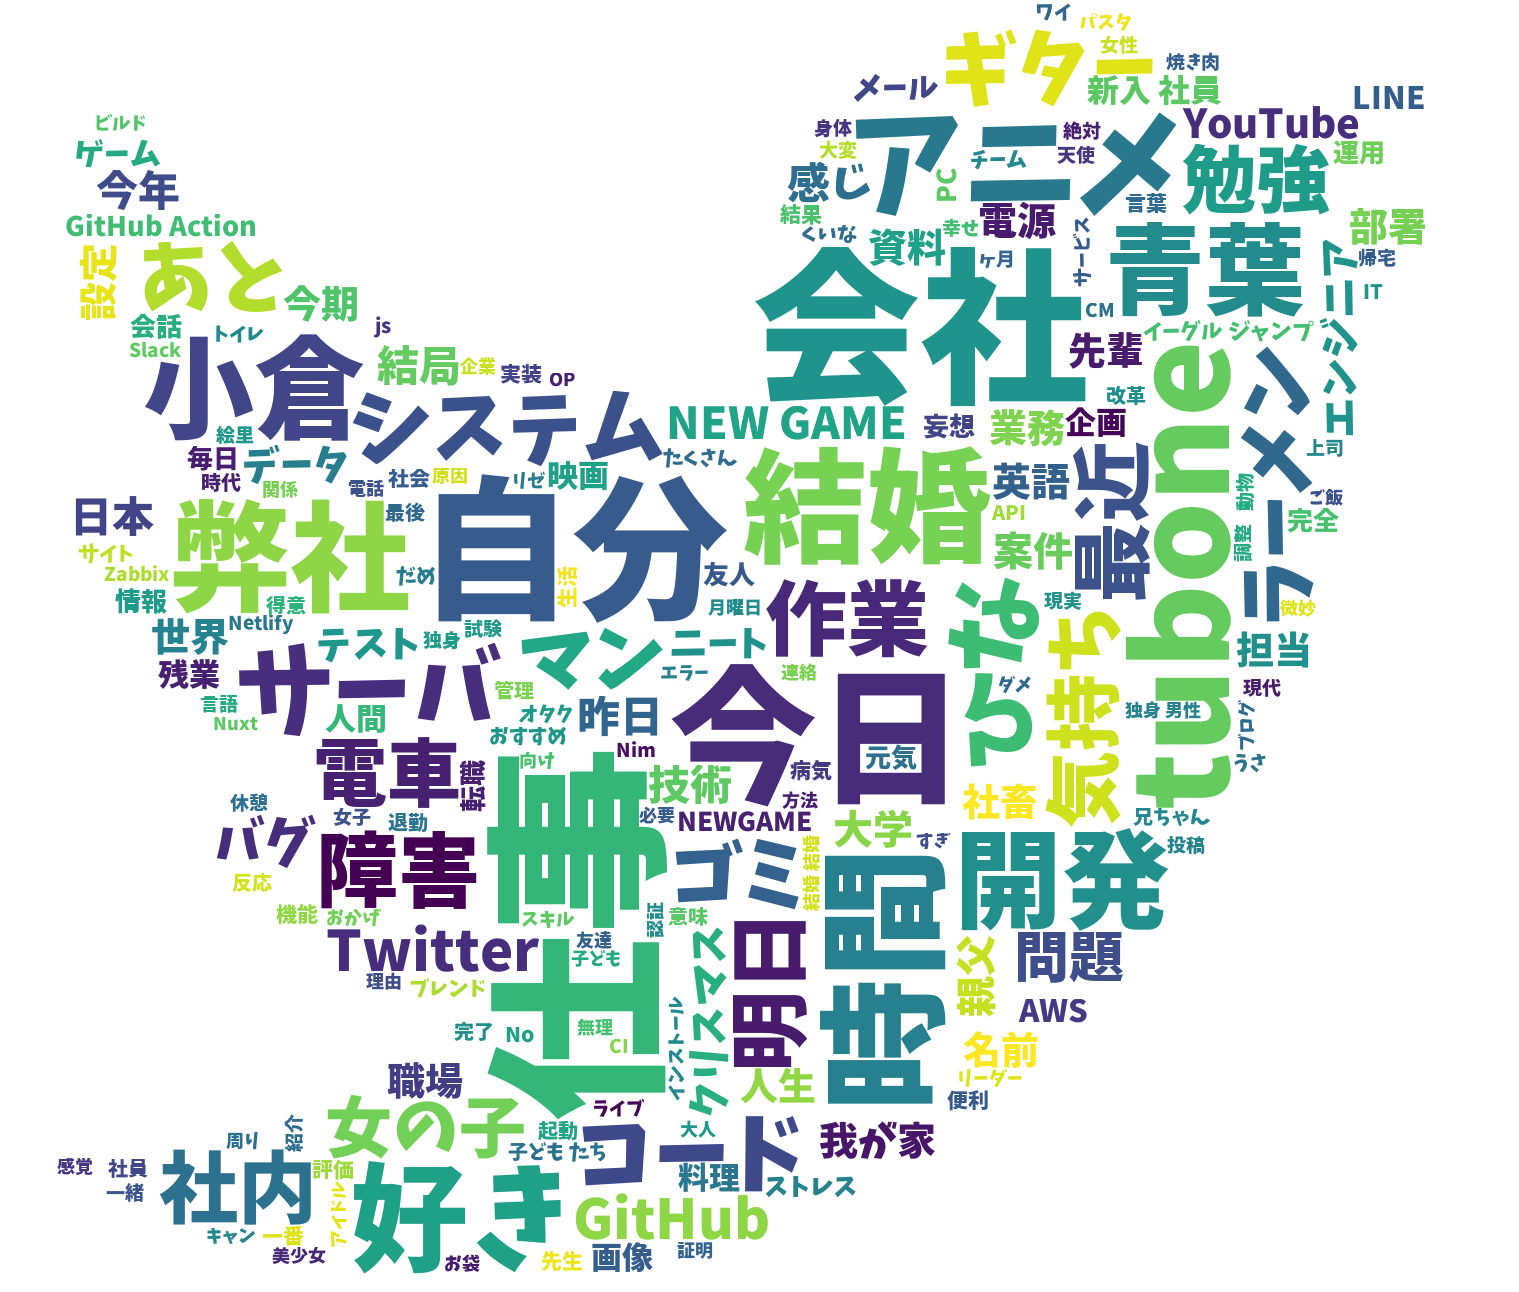 ワイ
パスタ
ギター
女性
焼き肉
メール
新入 社員
LINE
YouTube
ビルド
身体
アニメ
絶対
ゲーム
大変
チーム
天使
勉強
運用
今年
感じ
PC
言葉
GitHub Action
結果
電源
部署
くいな
資料
幸せ
サービス
青葉
設定
あと
ヶ月
エンジニア
帰宅
今期
会社
IT
CM
会話
トイレ
js
イーグル ジャンプ
Slack
小倉
結局
企業
実装
OP
先輩
tubone
ラーメン
システム
改革
NEW GAME
妄想
業務
企画
絵里
毎日
データ
たくさん
上司
時代
関係
電話
社会
原因
リゼ
映画
結婚
英語
最近
動物
ご飯
日本
弊社
最後
自分
API
完全
サイト
案件
調整
Zabbix
だめ
生活
友人
情報
得意
月曜日
作業
ならな
現実
微妙
世界
Netlify
テスト
独身
試験
マン
ニート
気持ち
担当
残業
サーバ
エラー
連絡
今日
ダメ
現代
言語
管理
Nuxt
人間
オタク
昨日
独身 男性
ブログ
おすすめ
電車
転職
向け
Nim
技術
病気
元気
うさ
休憩
女子
退勤
仕事
必要
方法
社畜
バグ
NEWGAME
大学
兄ちゃん
障害
ゴミ
結婚 結婚
すぎ
投稿
反応
時間
開発
機能
おかげ
スキル
認証
意味
Twitter
友達
クリスマス
明日
親父
問題
子ども
理由
ブレンド
AWS
完了
No
無理
CI
インストール
名前
職場
人生
リーダー
便利
女の子
ライブ
周り
紹介
起動
コード
大人
我が家
子ども たち
感覚
社員
社内
評価
好き
料理
ストレス
一緒
アイドル
GitHub
キャン
一番
美少女
お袋
先生
画像
証明